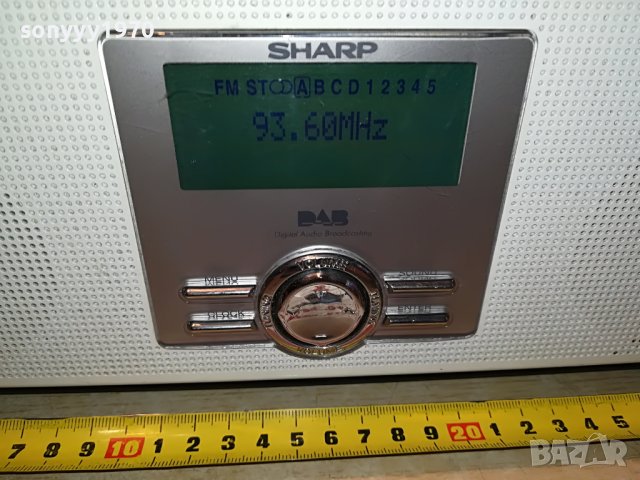 sonyvv1970
SHARP
FM ST A B C D 1 2 3 4 5
93.60MHz
DAB
Digital Audio Broadcasting
VOLUME
MENU
SOUND
ENTER
7 8 9 10 1 2 3 4 5 6 7 8 9 20 1 2 3 4 5
BAZAR
bg